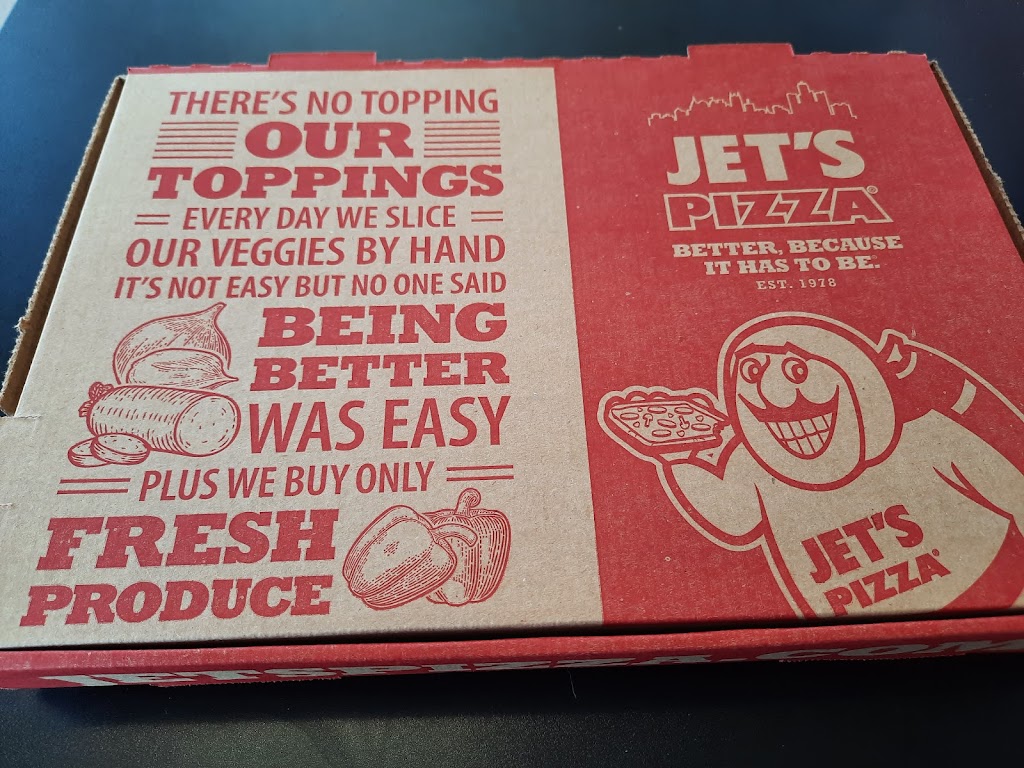 THERE'S NO TOPPING
OUR
TOPPINGS
EVERY DAY WE SLICE
OUR VEGGIES BY HAND
IT'S NOT EASY BUT NO ONE SAID
BEING
BETTER
WAS EASY
PLUS WE BUY ONLY
FRESH
PRODUCE
JET'S
PIZZA®
BETTER, BECAUSE
IT HAS TO BE.®
EST. 1978
JET'S
PIZZA®
JETSPIZZA.COM